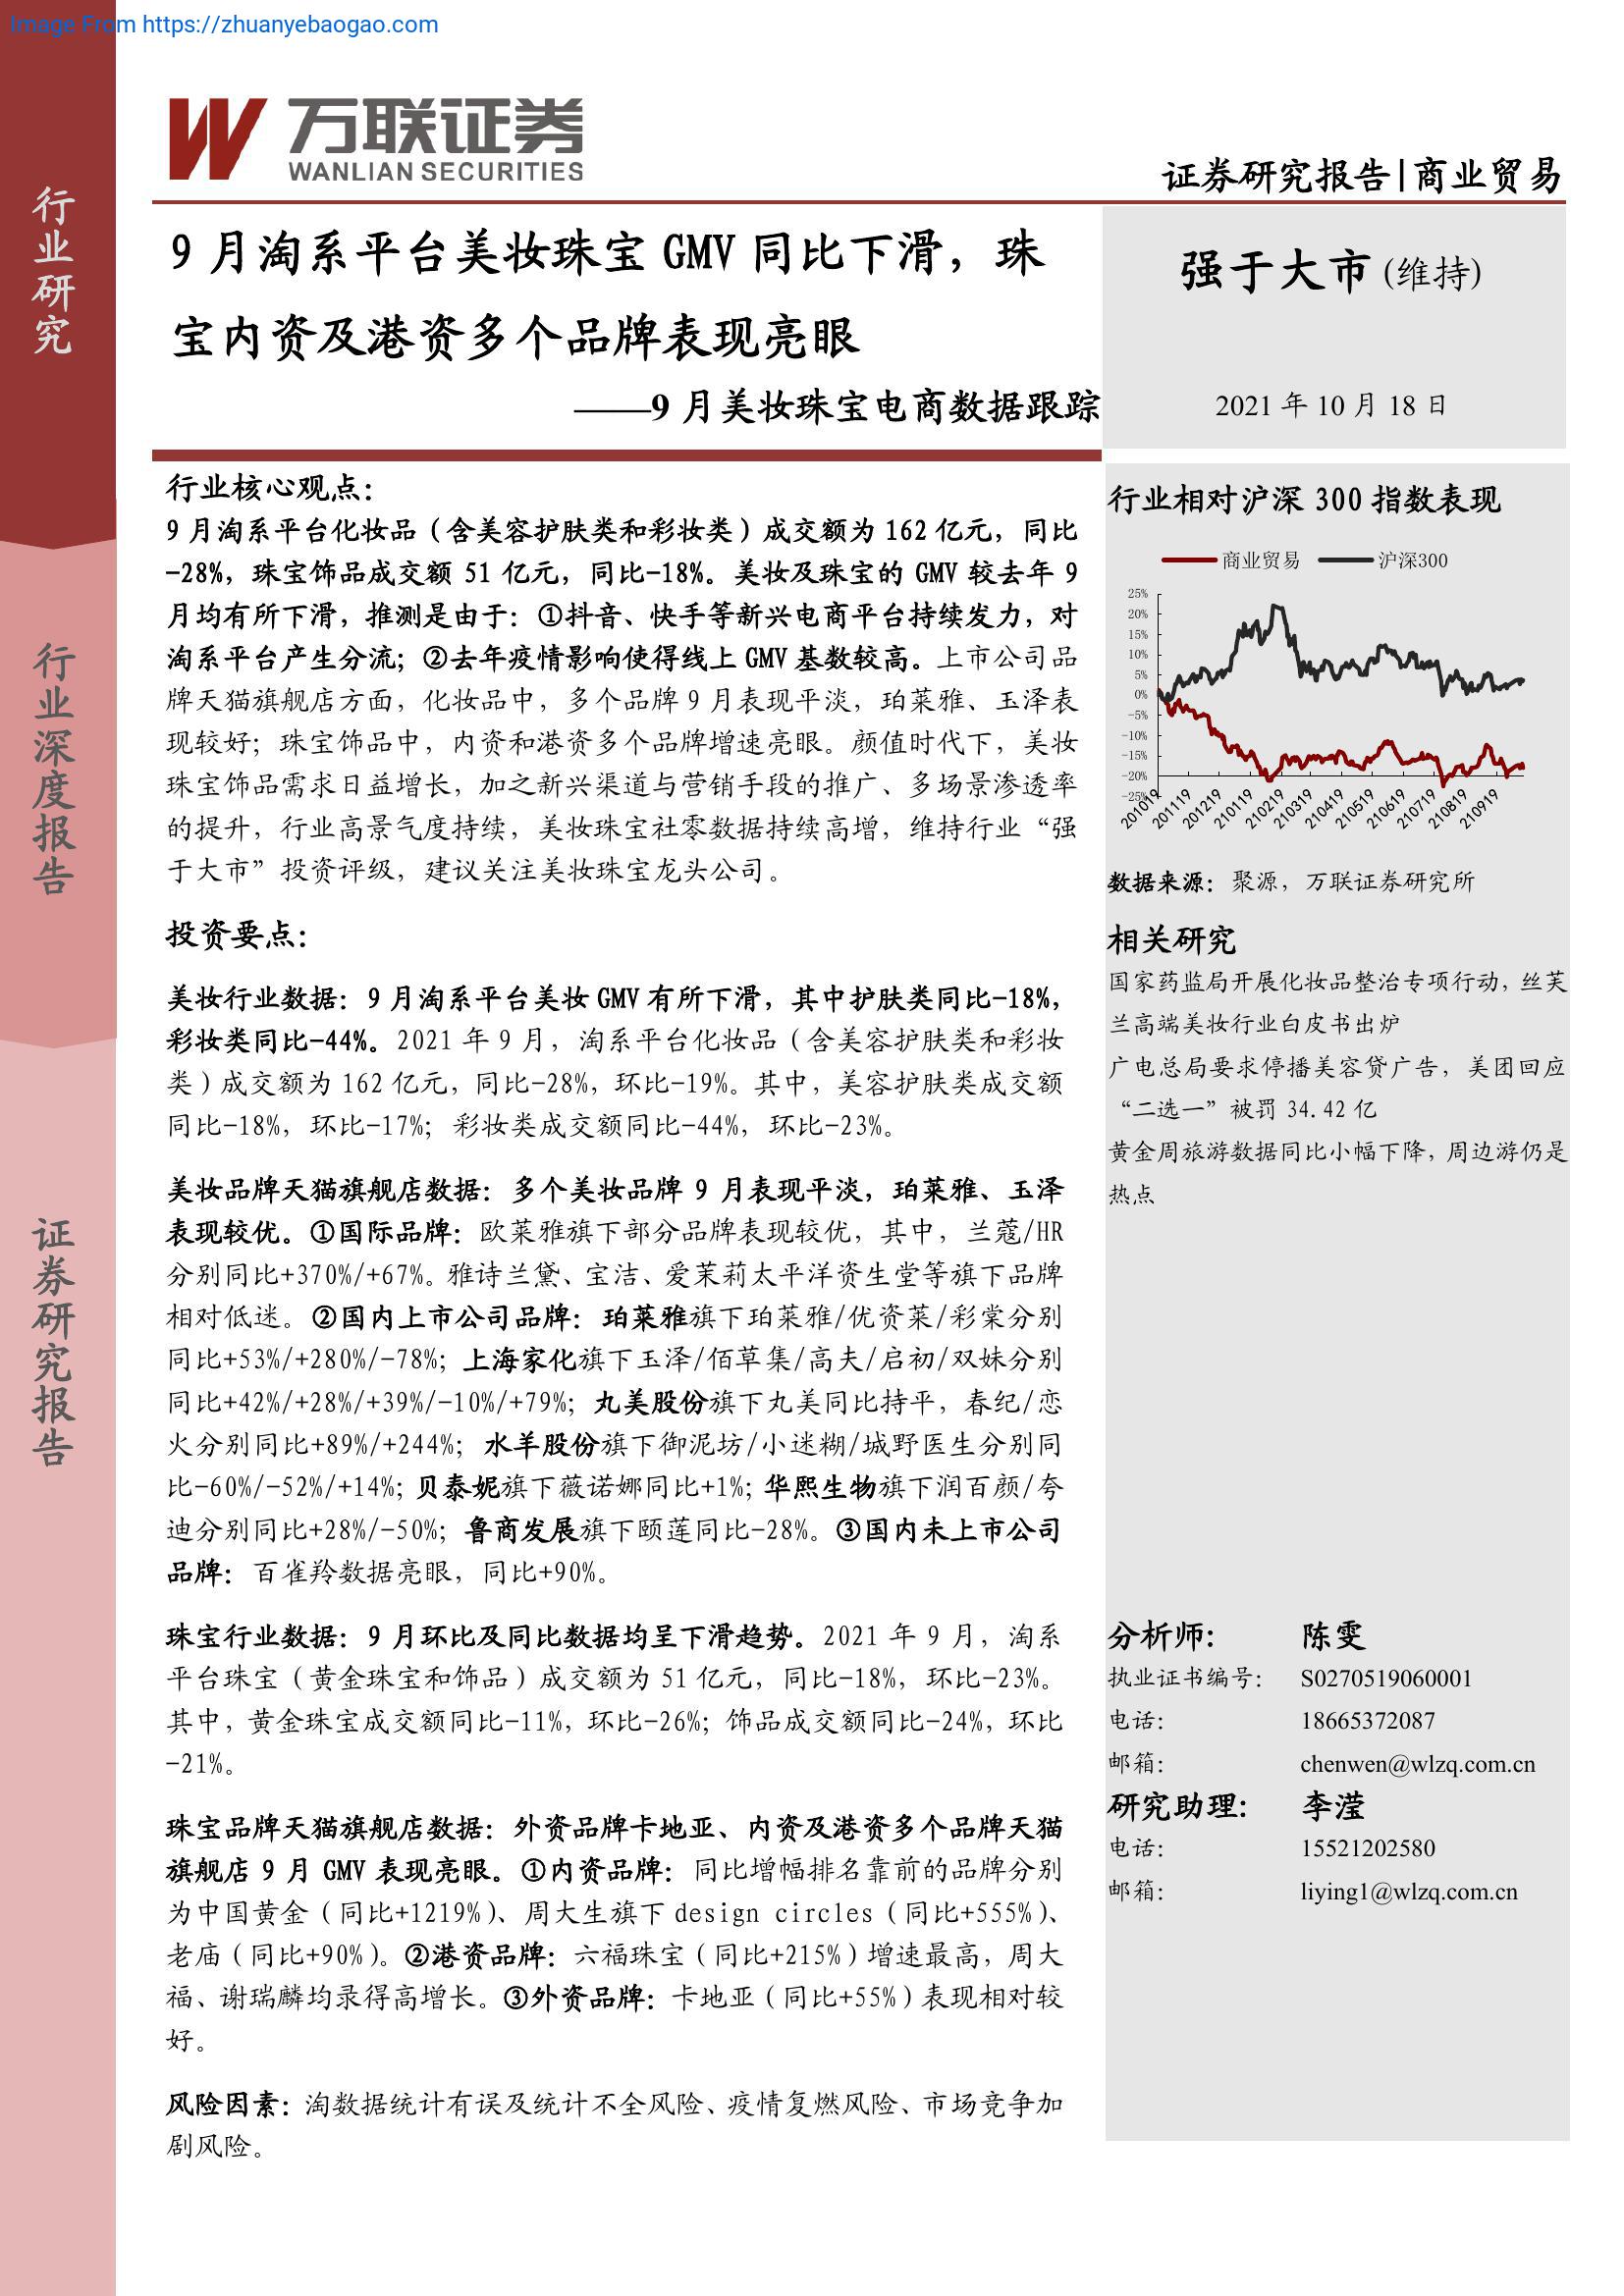 Image From https://zhuanyebaogao.com
万联证券
WANLIAN SECURITIES
证券研究报告|商业贸易
行业研究
行业深度报告
证券研究报告
9 月淘系平台美妆珠宝 GMV 同比下滑，珠
宝内资及港资多个品牌表现亮眼
——9 月美妆珠宝电商数据跟踪
强于大市(维持)
2021 年 10 月 18 日
行业核心观点：
9 月淘系平台化妆品（含美容护肤类和彩妆类）成交额为 162 亿元，同比
-28%，珠宝饰品成交额 51 亿元，同比-18%。美妆及珠宝的 GMV 较去年 9
月均有所下滑，推测是由于：①抖音、快手等新兴电商平台持续发力，对
淘系平台产生分流；②去年疫情影响使得线上 GMV 基数较高。上市公司品
牌天猫旗舰店方面，化妆品中，多个品牌 9 月表现平淡，珀莱雅、玉泽表
现较好；珠宝饰品中，内资和港资多个品牌增速亮眼。颜值时代下，美妆
珠宝饰品需求日益增长，加之新兴渠道与营销手段的推广、多场景渗透率
的提升，行业高景气度持续，美妆珠宝社零数据持续高增，维持行业“强
于大市”投资评级，建议关注美妆珠宝龙头公司。
投资要点：
美妆行业数据：9 月淘系平台美妆 GMV 有所下滑，其中护肤类同比-18%，
彩妆类同比-44%。2021 年 9 月，淘系平台化妆品（含美容护肤类和彩妆
类）成交额为 162 亿元，同比-28%，环比-19%。其中，美容护肤类成交额
同比-18%，环比-17%；彩妆类成交额同比-44%，环比-23%。
美妆品牌天猫旗舰店数据：多个美妆品牌 9 月表现平淡，珀莱雅、玉泽
表现较优。①国际品牌：欧莱雅旗下部分品牌表现较优，其中，兰蔻/HR
分别同比+370%/+67%。雅诗兰黛、宝洁、爱茉莉太平洋资生堂等旗下品牌
相对低迷。②国内上市公司品牌：珀莱雅旗下珀莱雅/优资莱/彩棠分别
同比+53%/+280%/-78%；上海家化旗下玉泽/佰草集/高夫/启初/双妹分别
同比+42%/+28%/+39%/-10%/+79%；丸美股份旗下丸美同比持平，春纪/恋
火分别同比+89%/+244%；水羊股份旗下御泥坊/小迷糊/城野医生分别同
比-60%/-52%/+14%；贝泰妮旗下薇诺娜同比+1%；华熙生物旗下润百颜/夸
迪分别同比+28%/-50%；鲁商发展旗下颐莲同比-28%。③国内未上市公司
品牌：百雀羚数据亮眼，同比+90%。
珠宝行业数据：9 月环比及同比数据均呈下滑趋势。2021 年 9 月，淘系
平台珠宝（黄金珠宝和饰品）成交额为 51 亿元，同比-18%，环比-23%。
其中，黄金珠宝成交额同比-11%，环比-26%；饰品成交额同比-24%，环比
-21%。
珠宝品牌天猫旗舰店数据：外资品牌卡地亚、内资及港资多个品牌天猫
旗舰店 9 月 GMV 表现亮眼。①内资品牌：同比增幅排名靠前的品牌分别
为中国黄金（同比+1219%）、周大生旗下 design circles（同比+555%）、
老庙（同比+90%）。②港资品牌：六福珠宝（同比+215%）增速最高，周大
福、谢瑞麟均录得高增长。③外资品牌：卡地亚（同比+55%）表现相对较
好。
风险因素：淘数据统计有误及统计不全风险、疫情复燃风险、市场竞争加
剧风险。
行业相对沪深 300 指数表现
商业贸易 沪深300
25%
20%
15%
10%
5%
0%
-5%
-10%
-15%
-20%
-25%
201019 201119 201219 210119 210219 210319 210419 210519 210619 210719 210819 210919
数据来源：聚源，万联证券研究所
相关研究
国家药监局开展化妆品整治专项行动，丝芙
兰高端美妆行业白皮书出炉
广电总局要求停播美容贷广告，美团回应
“二选一”被罚 34.42 亿
黄金周旅游数据同比小幅下降，周边游仍是
热点
分析师： 陈雯
执业证书编号： S0270519060001
电话： 18665372087
邮箱： chenwen@wlzq.com.cn
研究助理： 李滢
电话： 15521202580
邮箱： liying1@wlzq.com.cn